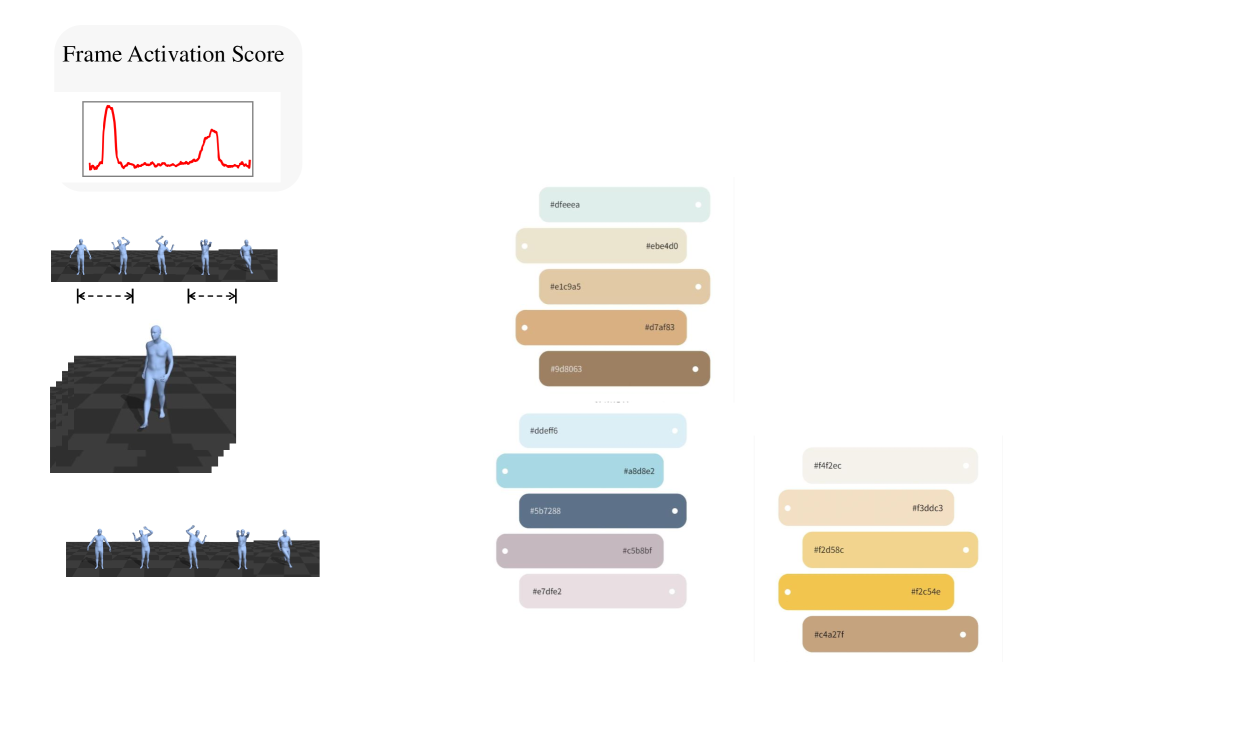 Frame Activation Score
#dfeeea
#ebe4d0
#e1c9a5
#d7af83
#9d8063
#ddeff6
#a8d8e2
#5b7288
#c5b8bf
#e7dfe2
#f4f2ec
#f3ddc3
#f2d58c
#f2c54e
#c4a27f